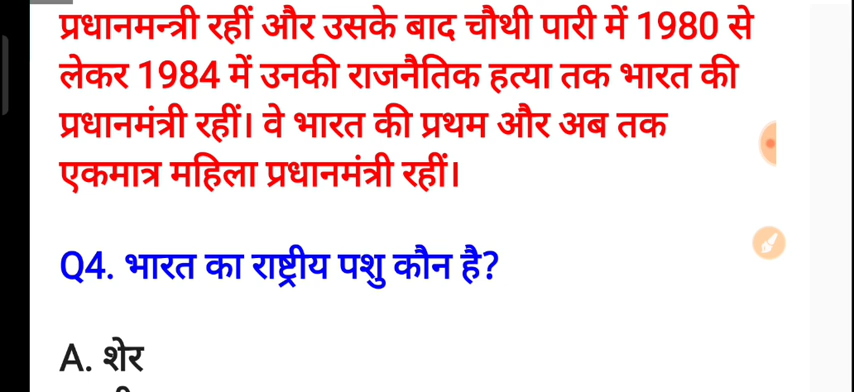 प्रधानमन्त्री रहीं और उसके बाद चौथी पारी में 1980 से
लेकर 1984 में उनकी राजनैतिक हत्या तक भारत की
प्रधानमंत्री रहीं। वे भारत की प्रथम और अब तक
एकमात्र महिला प्रधानमंत्री रहीं।
Q4. भारत का राष्ट्रीय पशु कौन है?
A. शेर